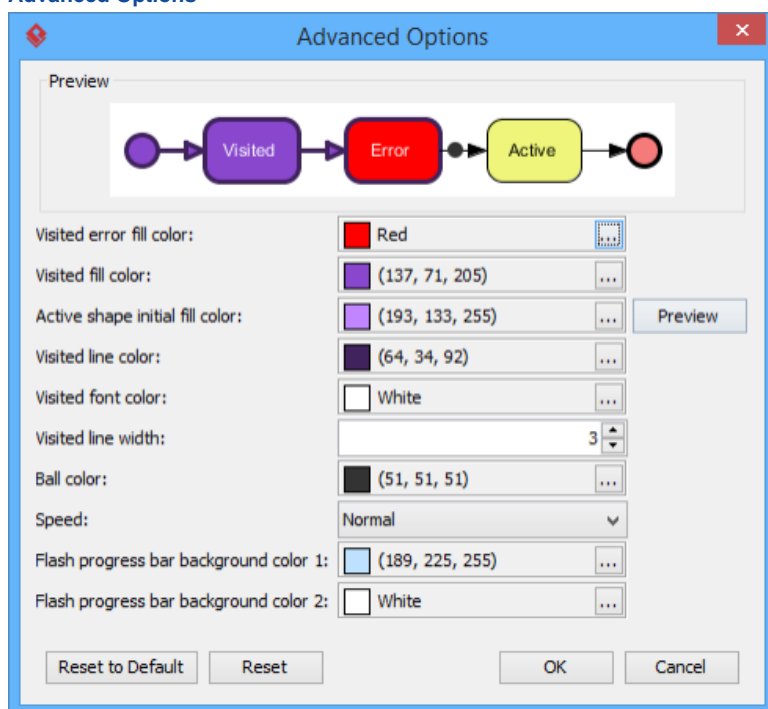 Advanced Options
Advanced Options
Preview
Visited Error Active
Visited error fill color: Red ...
Visited fill color: (137, 71, 205) ...
Active shape initial fill color: (193, 133, 255) ... Preview
Visited line color: (64, 34, 92) ...
Visited font color: White ...
Visited line width: 3
Ball color: (51, 51, 51) ...
Speed: Normal
Flash progress bar background color 1: (189, 225, 255) ...
Flash progress bar background color 2: White ...
Reset to Default Reset OK Cancel